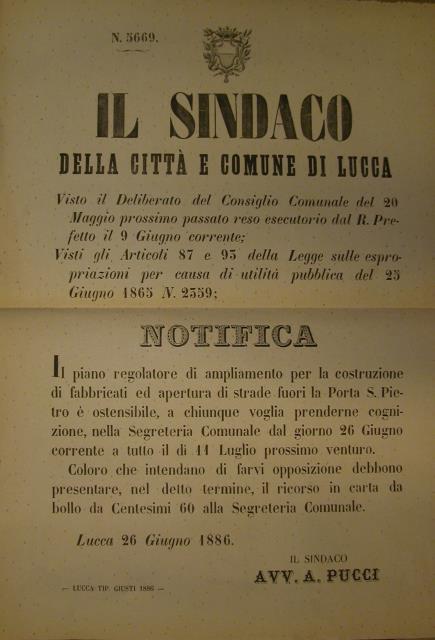 N. 5669.
IL SINDACO
DELLA CITTÀ E COMUNE DI LUCCA
Visto il Deliberato del Consiglio Comunale del 20
Maggio prossimo passato reso esecutorio dal R. Pre-
fetto il 9 Giugno corrente;
Visti gli Articoli 87 e 93 della Legge sulle espro-
priazioni per causa di utilità pubblica del 25
Giugno 1865 N. 2359;
NOTIFICA
Il piano regolatore di ampliamento per la costruzione
di fabbricati ed apertura di strade fuori la Porta S. Pie-
tro è ostensibile, a chiunque voglia prenderne cogni-
zione, nella Segreteria Comunale dal giorno 26 Giugno
corrente a tutto il dì 11 Luglio prossimo venturo.
Coloro che intendano di farvi opposizione debbono
presentare, nel detto termine, il ricorso in carta da
bollo da Centesimi 60 alla Segreteria Comunale.
Lucca 26 Giugno 1886.
IL SINDACO
AVV. A. PUCCI
— LUCCA TIP. GIUSTI 1886 —